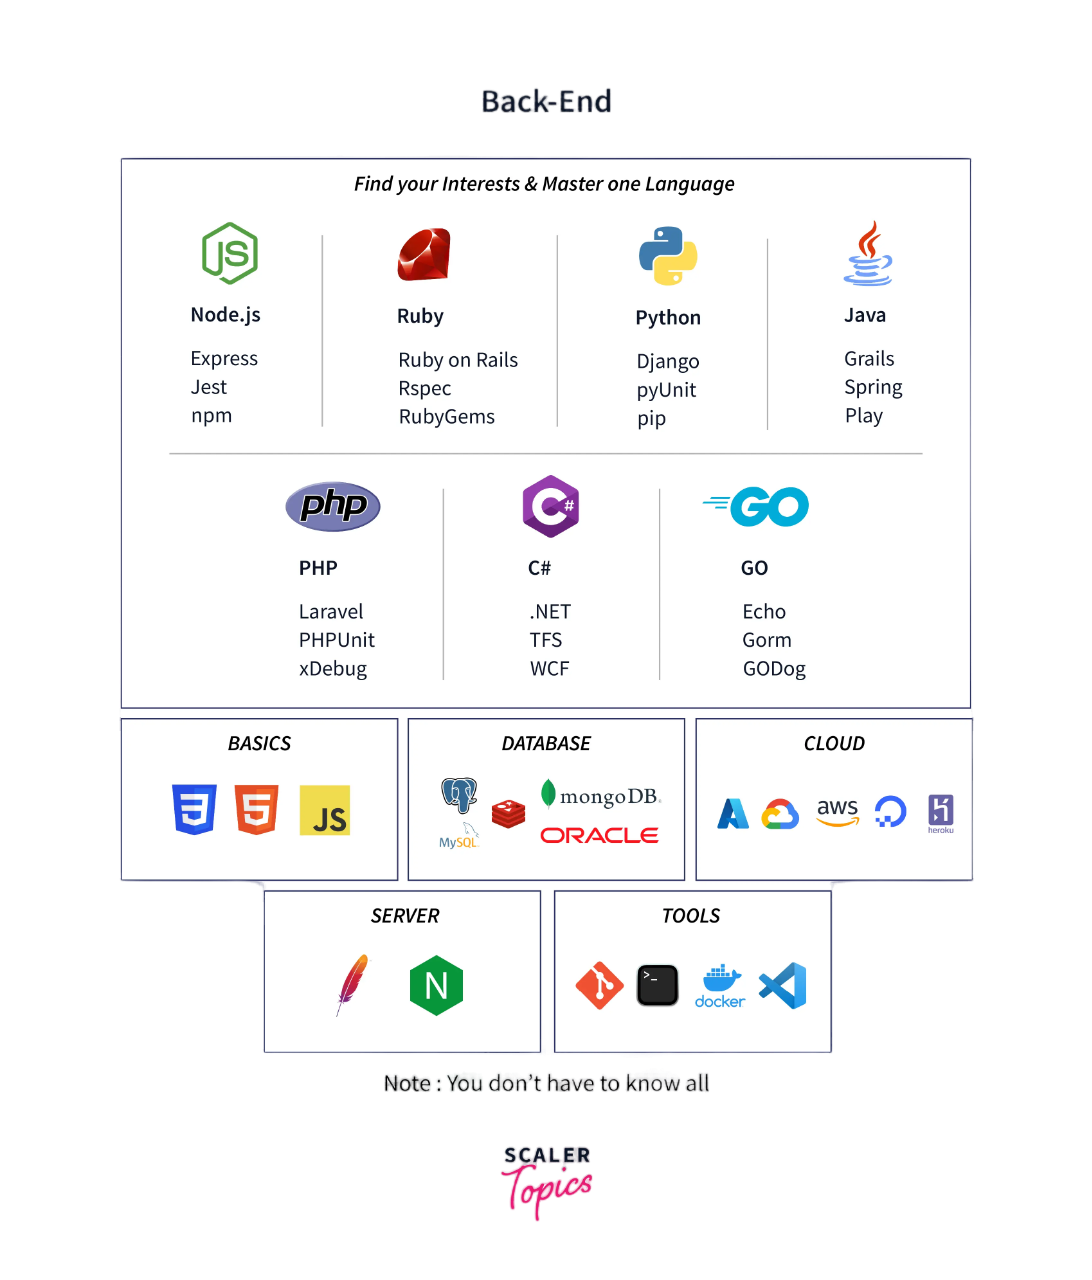 Back-End
Find your Interests & Master one Language
JS
Node.js
Express
Jest
npm
Ruby
Ruby on Rails
Rspec
RubyGems
Python
Django
pyUnit
pip
Java
Grails
Spring
Play
php
PHP
Laravel
PHPUnit
xDebug
C#
C#
.NET
TFS
WCF
GO
GO
Echo
Gorm
GODog
BASICS
3
5
JS
DATABASE
MySQL
mongoDB
ORACLE
CLOUD
aws
heroku
SERVER
N
TOOLS
>_
docker
Note : You don't have to know all
SCALER
Topics